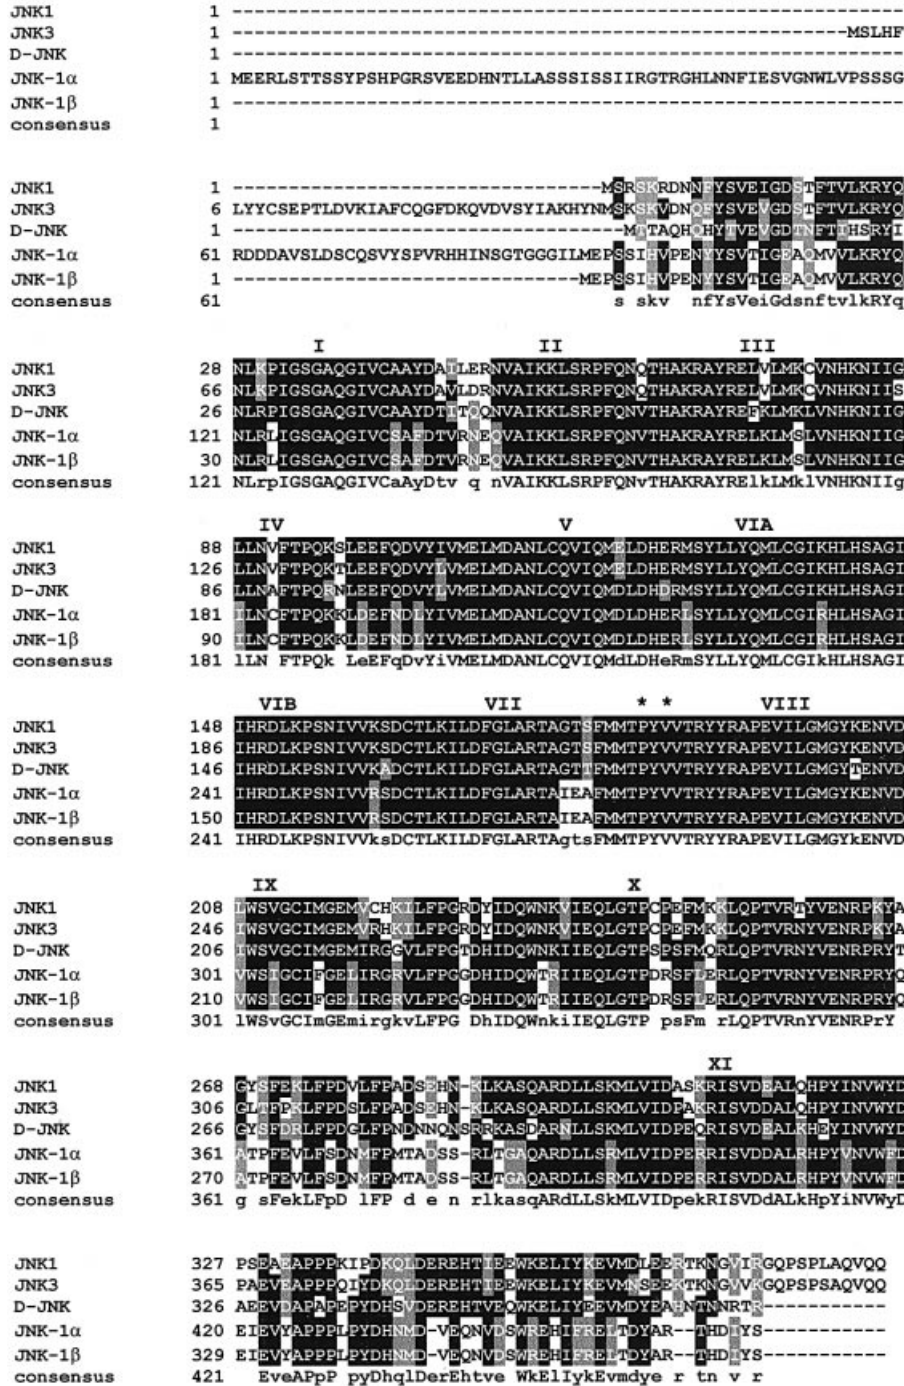 JNK1 1 ------------------------------------------------------------
JNK3 1 -------------------------------------------------------MSLHF
D-JNK 1 ------------------------------------------------------------
JNK-1α 1 MEERLSTTSSYPSHPGRSVEEDHNTLLASSSISSIIRGTRGHLNNFIESVGNWLVPSSSG
JNK-1β 1 ------------------------------------------------------------
consensus 1
JNK1 1 ---------------------------------MSRSKRDNNFYSVEIGDSTFTVLKRYQ
JNK3 6 LYYCSEPTLDVKIAFCQGFDKQVDVSYIAKHYNMSKSKVDNQFYSVEVGDSTFTVLKRYQ
D-JNK 1 -----------------------------------MTTAQHQHYTVEVGDTNFTIHSRYI
JNK-1α 61 RDDDAVSLDSCQSVYSPVRHHINSGTGGGILMEPSSIHVPENYYSVTIGEAQMVVLKRYQ
JNK-1β 1 -------------------------------MEPSSIHVPENYYSVTIGEAQMVVLKRYQ
consensus 61 s skv nfYsVeiGdsnftvlkRYq
I II III
JNK1 28 NLKPIGSGAQGIVCAAYDAILERNVAIKKLSRPFQNQTHAKRAYRELVLMKCVNHKNIIG
JNK3 66 NLKPIGSGAQGIVCAAYDAVLDRNVAIKKLSRPFQNQTHAKRAYRELVLMKCVNHKNIIS
D-JNK 26 NLRPIGSGAQGIVCAAYDTITQQNVAIKKLSRPFQNVTHAKRAYREFKLMKLVNHKNIIG
JNK-1α 121 NLRLIGSGAQGIVCSAFDTVRNEQVAIKKLSRPFQNVTHAKRAYRELKLMSLVNHKNIIG
JNK-1β 30 NLRLIGSGAQGIVCSAFDTVRNEQVAIKKLSRPFQNVTHAKRAYRELKLMSLVNHKNIIG
consensus 121 NLrpIGSGAQGIVCaAyDtv q nVAIKKLSRPFQNvTHAKRAYRElkLMklVNHKNIIg
IV V VIA
JNK1 88 LLNVFTPQKSLEEFQDVYIVMELMDANLCQVIQMELDHERMSYLLYQMLCGIKHLHSAGI
JNK3 126 LLNVFTPQKTLEEFQDVYLVMELMDANLCQVIQMELDHERMSYLLYQMLCGIKHLHSAGI
D-JNK 86 LLNAFTPQRNLEEFQDVYLVMELMDANLCQVIQMDLDHDRMSYLLYQMLCGIKHLHSAGI
JNK-1α 181 ILNCFTPQKKLDEFNDVYIVMELMDANLCQVIQMDLDHERLSYLLYQMLCGIRHLHSAGI
JNK-1β 90 ILNCFTPQKKLDEFNDLYIVMELMDANLCQVIQMDLDHERLSYLLYQMLCGIRHLHSAGI
consensus 181 lLN FTPQk LeEFqDvYiVMELMDANLCQVIQMdLDHeRmSYLLYQMLCGIkHLHSAGI
VIB VII * * VIII
JNK1 148 IHRDLKPSNIVVKSDCTLKILDFGLARTAGTSFMMTPYVVTRYYRAPEVILGMGYKENVD
JNK3 186 IHRDLKPSNIVVKSDCTLKILDFGLARTAGTSFMMTPYVVTRYYRAPEVILGMGYKENVD
D-JNK 146 IHRDLKPSNIVVKADCTLKILDFGLARTAGTTFMMTPYVVTRYYRAPEVILGMGYTENVD
JNK-1α 241 IHRDLKPSNIVVRSDCTLKILDFGLARTAIEAFMMTPYVVTRYYRAPEVILGMGYKENVD
JNK-1β 150 IHRDLKPSNIVVRSDCTLKILDFGLARTAIEAFMMTPYVVTRYYRAPEVILGMGYKENVD
consensus 241 IHRDLKPSNIVVksDCTLKILDFGLARTAgtsFMMTPYVVTRYYRAPEVILGMGYkENVD
IX X
JNK1 208 LWSVGCIMGEMVCHKILFPGRDYIDQWNKVIEQLGTPCPEFMKKLQPTVRTYVENRPKYA
JNK3 246 IWSVGCIMGEMVRHKILFPGRDYIDQWNKVIEQLGTPCPEFMKKLQPTVRNYVENRPKYA
D-JNK 206 IWSVGCIMGEMIRGGVLFPGTDHIDQWNKIIEQLGTPSPSFMQRLQPTVRNYVENRPRYT
JNK-1α 301 VWSIGCIFGELIRGRVLFPGGDHIDQWTRIIEQLGTPDRSFLERLQPTVRNYVENRPRYQ
JNK-1β 210 VWSIGCIFGELIRGRVLFPGGDHIDQWTRIIEQLGTPDRSFLERLQPTVRNYVENRPRYQ
consensus 301 lWSvGCImGEmirgkvLFPG DhIDQWnkiIEQLGTP psFm rLQPTVRnYVENRPrY
XI
JNK1 268 GYSFEKLFPDVLFPADSEHN-KLKASQARDLLSKMLVIDASKRISVDEALQHPYINVWYD
JNK3 306 GLTFPKLFPDSLFPADSEHN-KLKASQARDLLSKMLVIDPAKRISVDDALQHPYINVWYD
D-JNK 266 GYSFDRLFPDGLFPNDNNQNSRRKASDARNLLSKMLVIDPEQRISVDEALKHEYINVWYD
JNK-1α 361 ATPFEVLFSDNMFPMTADSS-RLTGAQARDLLSRMLVIDPERRISVDDALRHPYVNVWFD
JNK-1β 270 ATPFEVLFSDNMFPMTADSS-RLTGAQARDLLSRMLVIDPERRISVDDALRHPYVNVWFD
consensus 361 g sFekLFpD lFP d e n rlkasqARdLLSkMLVIDpekRISVDdALkHpYiNVWyD
JNK1 327 PSEAEAPPPKIPDKQLDEREHTIEEWKELIYKEVMDLEERTKNGVIRGQPSPLAQVQQ
JNK3 365 PAEVEAPPPQIYDKQLDEREHTIEEWKELIYKEVMNSEEKTKNGVVKGQPSPSAQVQQ
D-JNK 326 AEEVDAPAPEPYDHSVDEREHTVEQWKELIYEEVMDYEAHNTNNRTR-----------
JNK-1α 420 EIEVYAPPPLPYDHNMD-VEQNVDSWREHIFRELTDYAR--THDIYS-----------
JNK-1β 329 EIEVYAPPPLPYDHNMD-VEQNVDSWREHIFRELTDYAR--THDIYS-----------
consensus 421 EveAPpP pyDhqlDerEHtve WkElIykEvmdye r tn v r